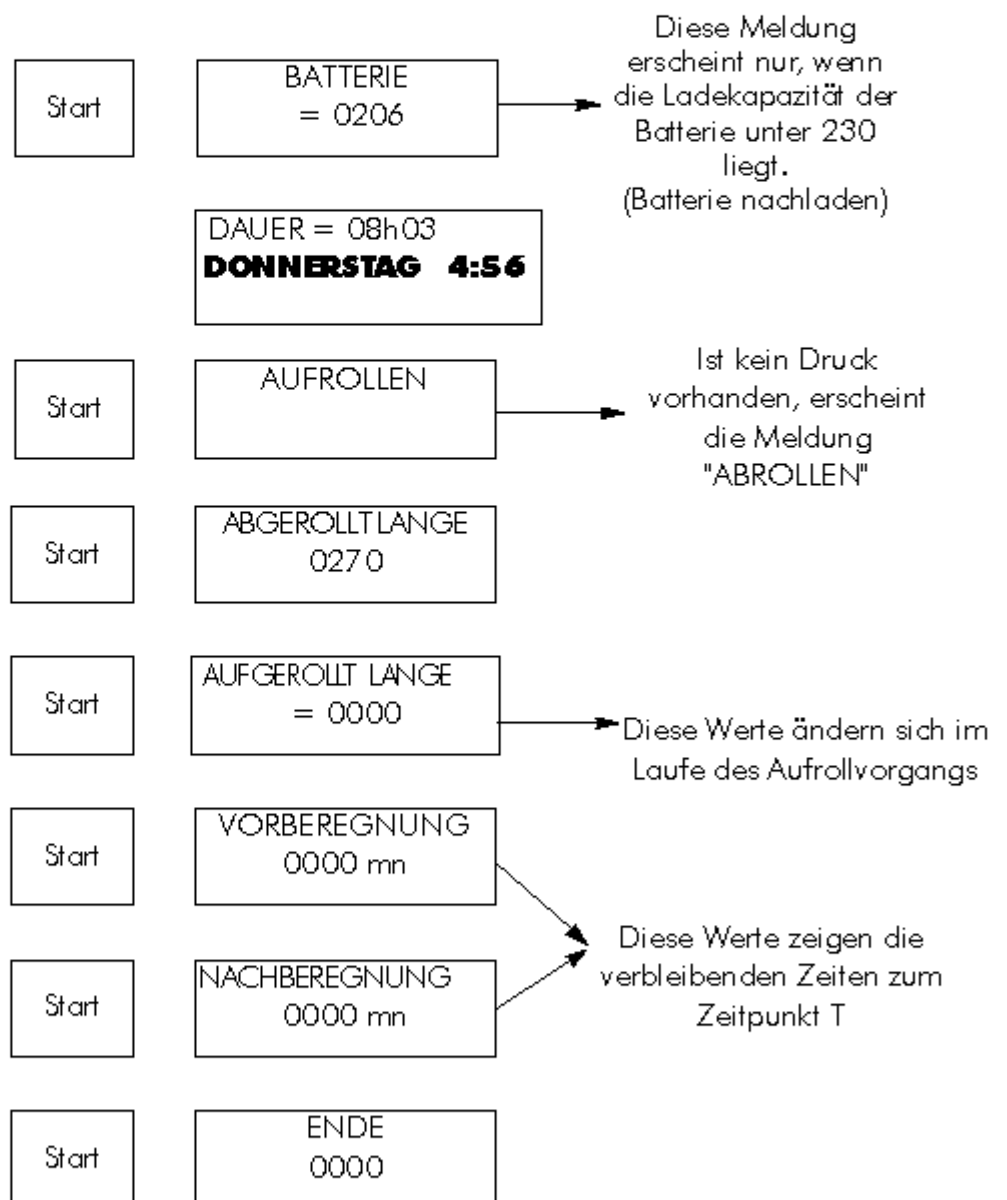 Diese Meldung
erscheint nur, wenn
die Ladekapazität der
Batterie unter 230
liegt.
(Batterie nachladen)
Start
BATTERIE
= 0206
DAUER = 08h03
DONNERSTAG 4:56
Start
AUFROLLEN
Ist kein Druck
vorhanden, erscheint
die Meldung
"ABROLLEN"
Start
ABGEROLLT LANGE
0270
Start
AUFGEROLLT LANGE
= 0000
Diese Werte ändern sich im
Laufe des Aufrollvorgangs
Start
VORBEREGNUNG
0000 mn
Start
NACHBEREGNUNG
0000 mn
Diese Werte zeigen die
verbleibenden Zeiten zum
Zeitpunkt T
Start
ENDE
0000